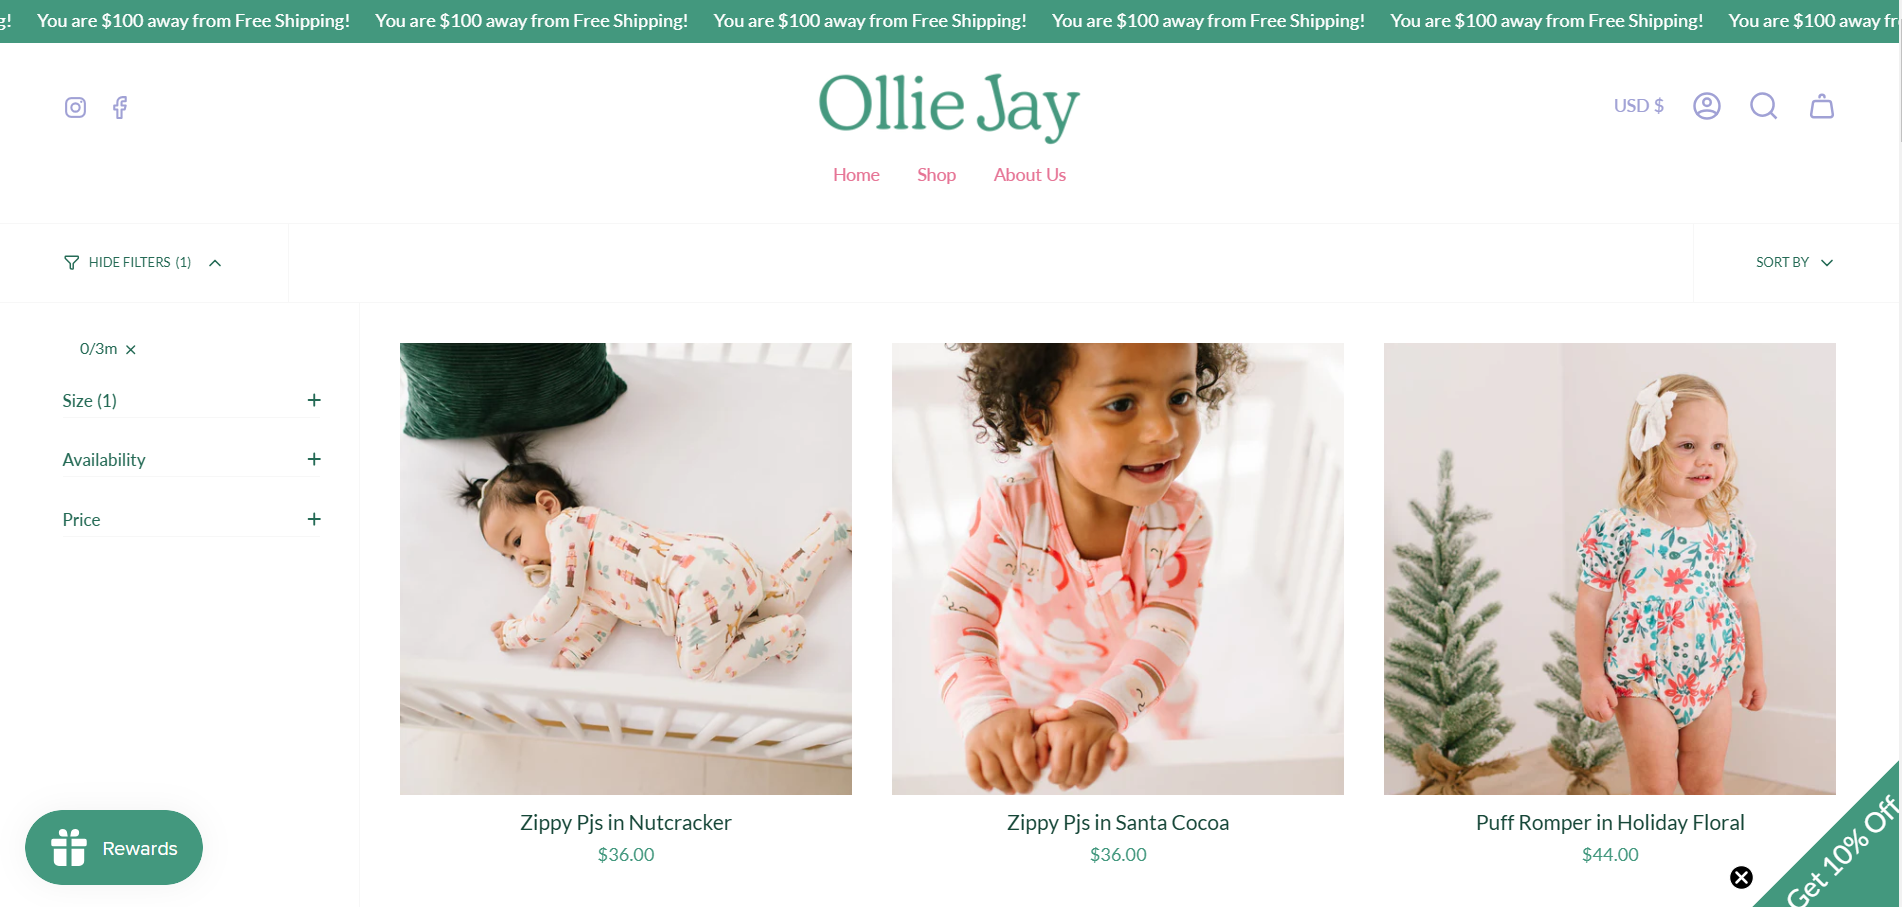 g! You are $100 away from Free Shipping! You are $100 away from Free Shipping! You are $100 away from Free Shipping! You are $100 away from Free Shipping! You are $100 away from Free Shipping! You are $100 away fr
Ollie Jay
USD $
Home Shop About Us
HIDE FILTERS (1)
SORT BY
0/3m
Size (1)
Availability
Price
Zippy Pjs in Nutcracker
$36.00
Zippy Pjs in Santa Cocoa
$36.00
Puff Romper in Holiday Floral
$44.00
Rewards
Get 10% Off